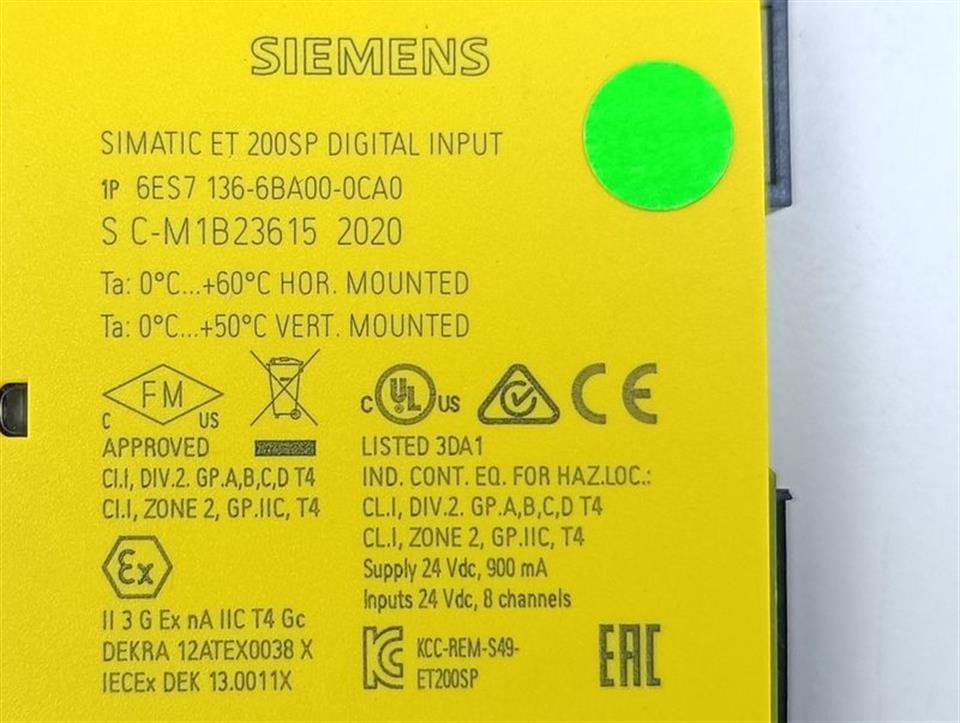 SIEMENS
SIMATIC ET 200SP DIGITAL INPUT
1P 6ES7 136-6BA00-0CA0
S C-M1B23615 2020
Ta: 0°C...+60°C HOR. MOUNTED
Ta: 0°C...+50°C VERT. MOUNTED
FM
C US
APPROVED
CI.I, DIV.2. GP.A,B,C,D T4
CI.I, ZONE 2, GP.IIC, T4
C UL US
CE
LISTED 3DA1
IND. CONT. EQ. FOR HAZ.LOC.:
CL.I, DIV.2. GP.A,B,C,D T4
CL.I, ZONE 2, GP.IIC, T4
Supply 24 Vdc, 900 mA
Inputs 24 Vdc, 8 channels
Ex
II 3 G Ex nA IIC T4 Gc
DEKRA 12ATEX0038 X
IECEx DEK 13.0011X
KC
KCC-REM-S49-
ET200SP
EAC